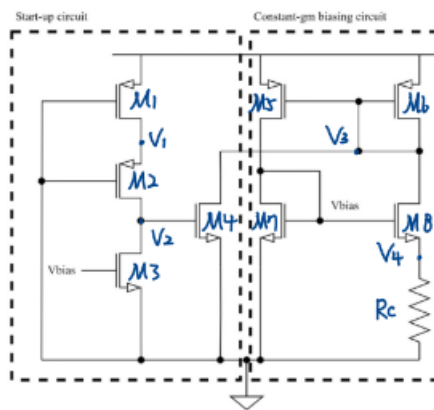 Start-up circuit
Constant-gm biasing circuit
M1
M5
M6
V1
V3
M2
V2
M4
M7
Vbias
M8
Vbias
M3
V4
Rc